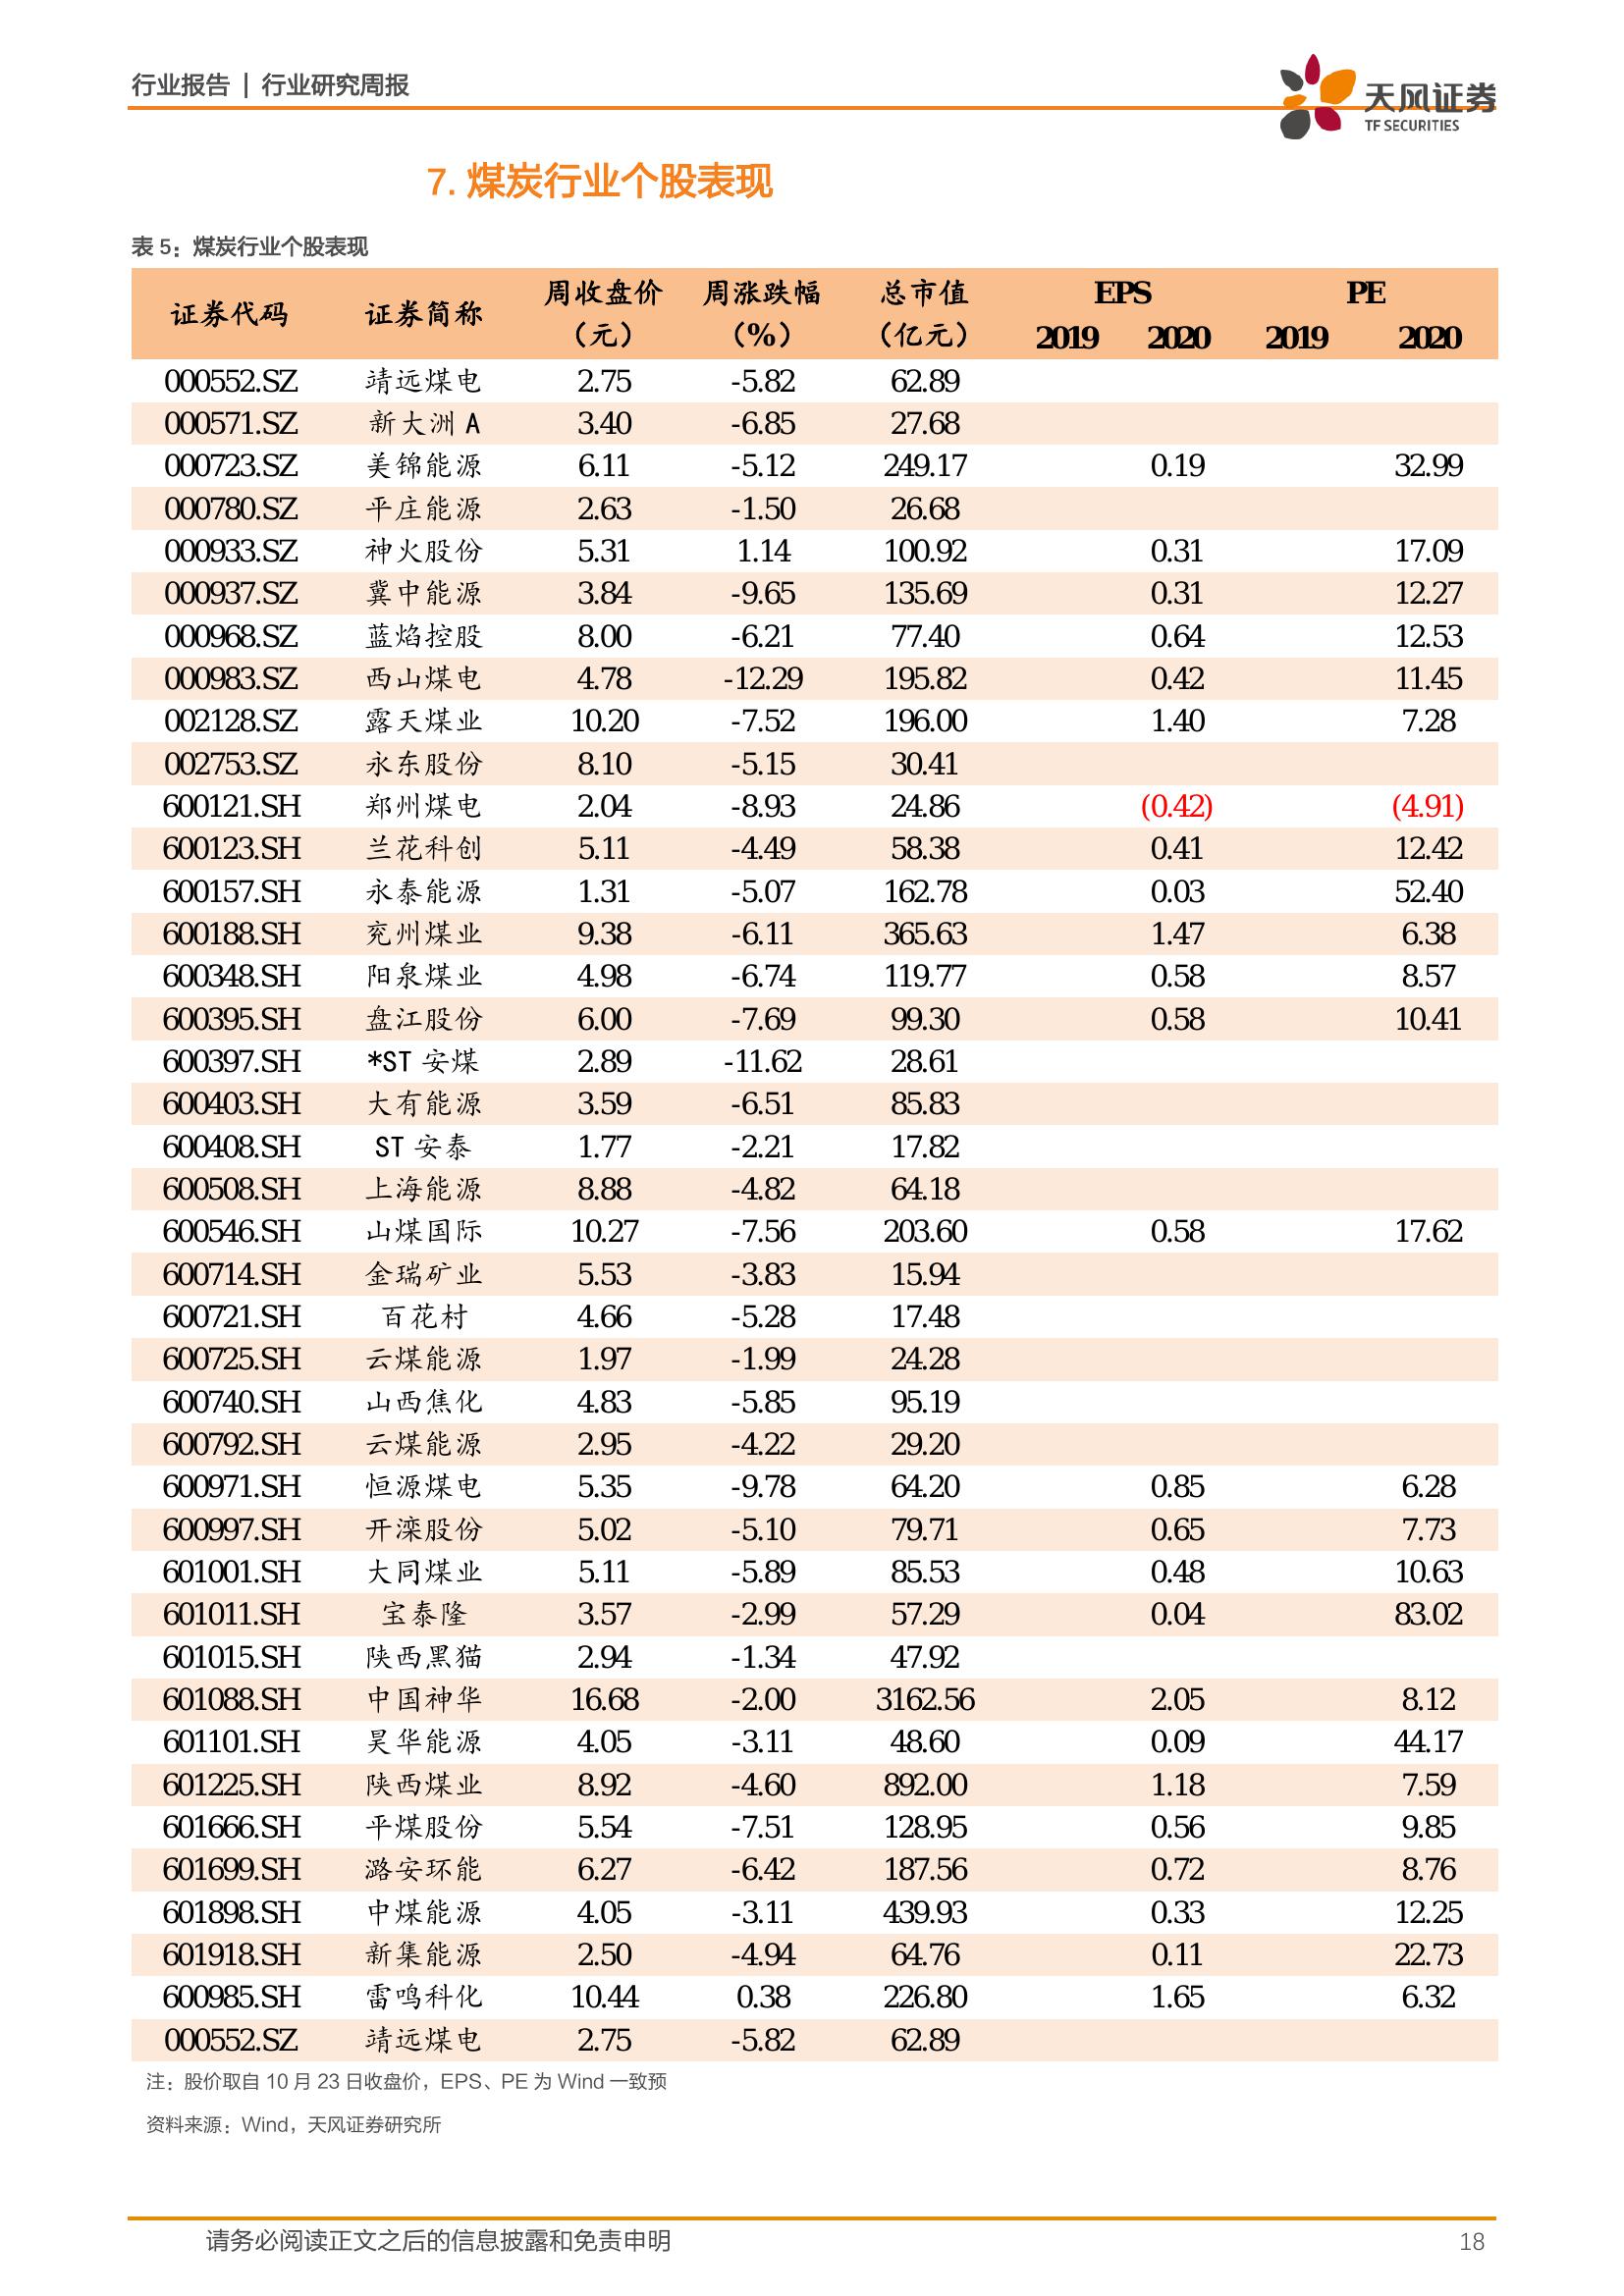 行业报告 | 行业研究周报
天风证券
TF SECURITIES
7. 煤炭行业个股表现
表 5：煤炭行业个股表现
证券代码 证券简称 周收盘价（元） 周涨跌幅（%） 总市值（亿元） EPS PE
2019 2020 2019 2020
000552.SZ 靖远煤电 2.75 -5.82 62.89
000571.SZ 新大洲 A 3.40 -6.85 27.68
000723.SZ 美锦能源 6.11 -5.12 249.17 0.19 32.99
000780.SZ 平庄能源 2.63 -1.50 26.68
000933.SZ 神火股份 5.31 1.14 100.92 0.31 17.09
000937.SZ 冀中能源 3.84 -9.65 135.69 0.31 12.27
000968.SZ 蓝焰控股 8.00 -6.21 77.40 0.64 12.53
000983.SZ 西山煤电 4.78 -12.29 195.82 0.42 11.45
002128.SZ 露天煤业 10.20 -7.52 196.00 1.40 7.28
002753.SZ 永东股份 8.10 -5.15 30.41
600121.SH 郑州煤电 2.04 -8.93 24.86 (0.42) (4.91)
600123.SH 兰花科创 5.11 -4.49 58.38 0.41 12.42
600157.SH 永泰能源 1.31 -5.07 162.78 0.03 52.40
600188.SH 兖州煤业 9.38 -6.11 365.63 1.47 6.38
600348.SH 阳泉煤业 4.98 -6.74 119.77 0.58 8.57
600395.SH 盘江股份 6.00 -7.69 99.30 0.58 10.41
600397.SH *ST 安煤 2.89 -11.62 28.61
600403.SH 大有能源 3.59 -6.51 85.83
600408.SH ST 安泰 1.77 -2.21 17.82
600508.SH 上海能源 8.88 -4.82 64.18
600546.SH 山煤国际 10.27 -7.56 203.60 0.58 17.62
600714.SH 金瑞矿业 5.53 -3.83 15.94
600721.SH 百花村 4.66 -5.28 17.48
600725.SH 云煤能源 1.97 -1.99 24.28
600740.SH 山西焦化 4.83 -5.85 95.19
600792.SH 云煤能源 2.95 -4.22 29.20
600971.SH 恒源煤电 5.35 -9.78 64.20 0.85 6.28
600997.SH 开滦股份 5.02 -5.10 79.71 0.65 7.73
601001.SH 大同煤业 5.11 -5.89 85.53 0.48 10.63
601011.SH 宝泰隆 3.57 -2.99 57.29 0.04 83.02
601015.SH 陕西黑猫 2.94 -1.34 47.92
601088.SH 中国神华 16.68 -2.00 3162.56 2.05 8.12
601101.SH 昊华能源 4.05 -3.11 48.60 0.09 44.17
601225.SH 陕西煤业 8.92 -4.60 892.00 1.18 7.59
601666.SH 平煤股份 5.54 -7.51 128.95 0.56 9.85
601699.SH 潞安环能 6.27 -6.42 187.56 0.72 8.76
601898.SH 中煤能源 4.05 -3.11 439.93 0.33 12.25
601918.SH 新集能源 2.50 -4.94 64.76 0.11 22.73
600985.SH 雷鸣科化 10.44 0.38 226.80 1.65 6.32
000552.SZ 靖远煤电 2.75 -5.82 62.89
注：股价取自 10 月 23 日收盘价，EPS、PE 为 Wind 一致预
资料来源：Wind，天风证券研究所
请务必阅读正文之后的信息披露和免责申明 18